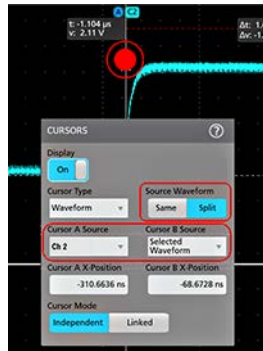 A C2
t: -1.104 µs
v: 2.11 V
Δt: 1.
Δv: -1.
CURSORS ?
Display
On
Cursor Type Source Waveform
Waveform Same Split
Cursor A Source Cursor B Source
Ch 2 Selected Waveform
Cursor A X-Position Cursor B X-Position
-310.6636 ns -68.6728 ns
Cursor Mode
Independent Linked